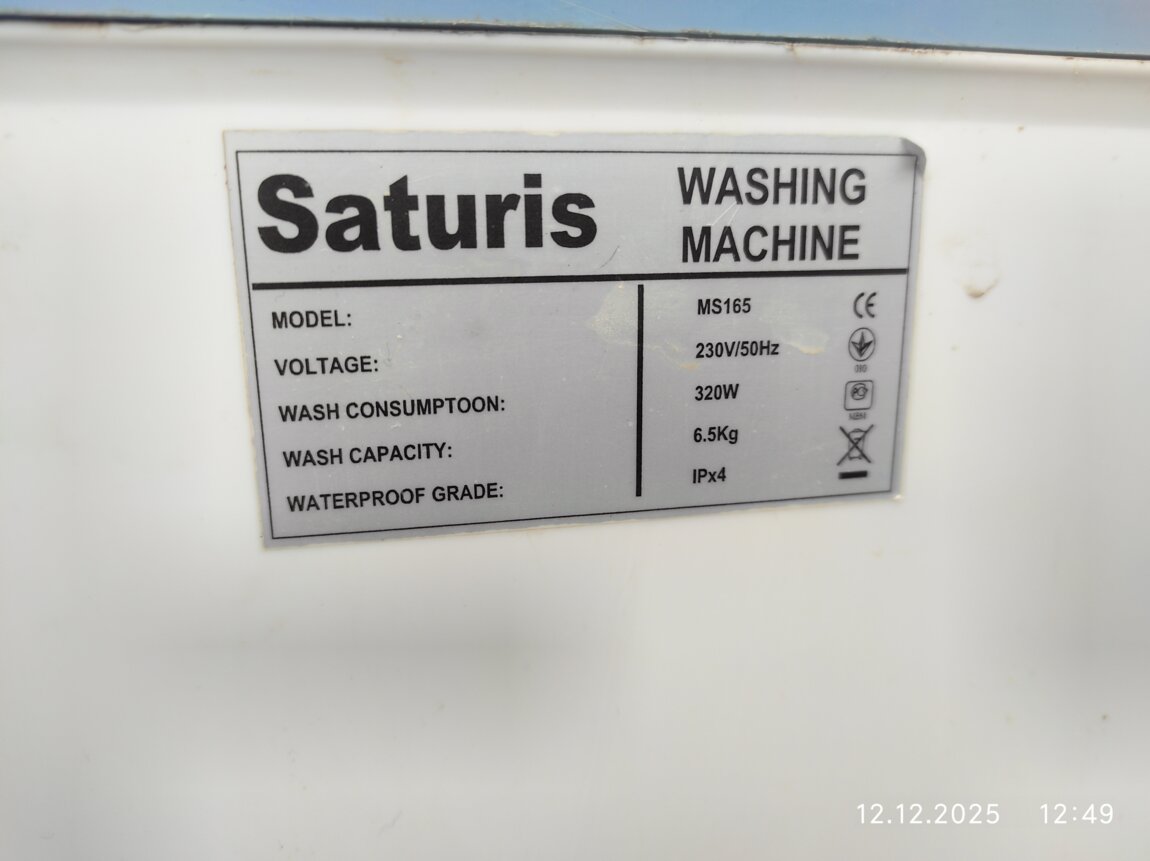 Saturis
WASHING
MACHINE
MODEL: MS165
VOLTAGE: 230V/50Hz
WASH CONSUMPTOON: 320W
WASH CAPACITY: 6.5Kg
WATERPROOF GRADE: IPx4
CE
12.12.2025 12:49